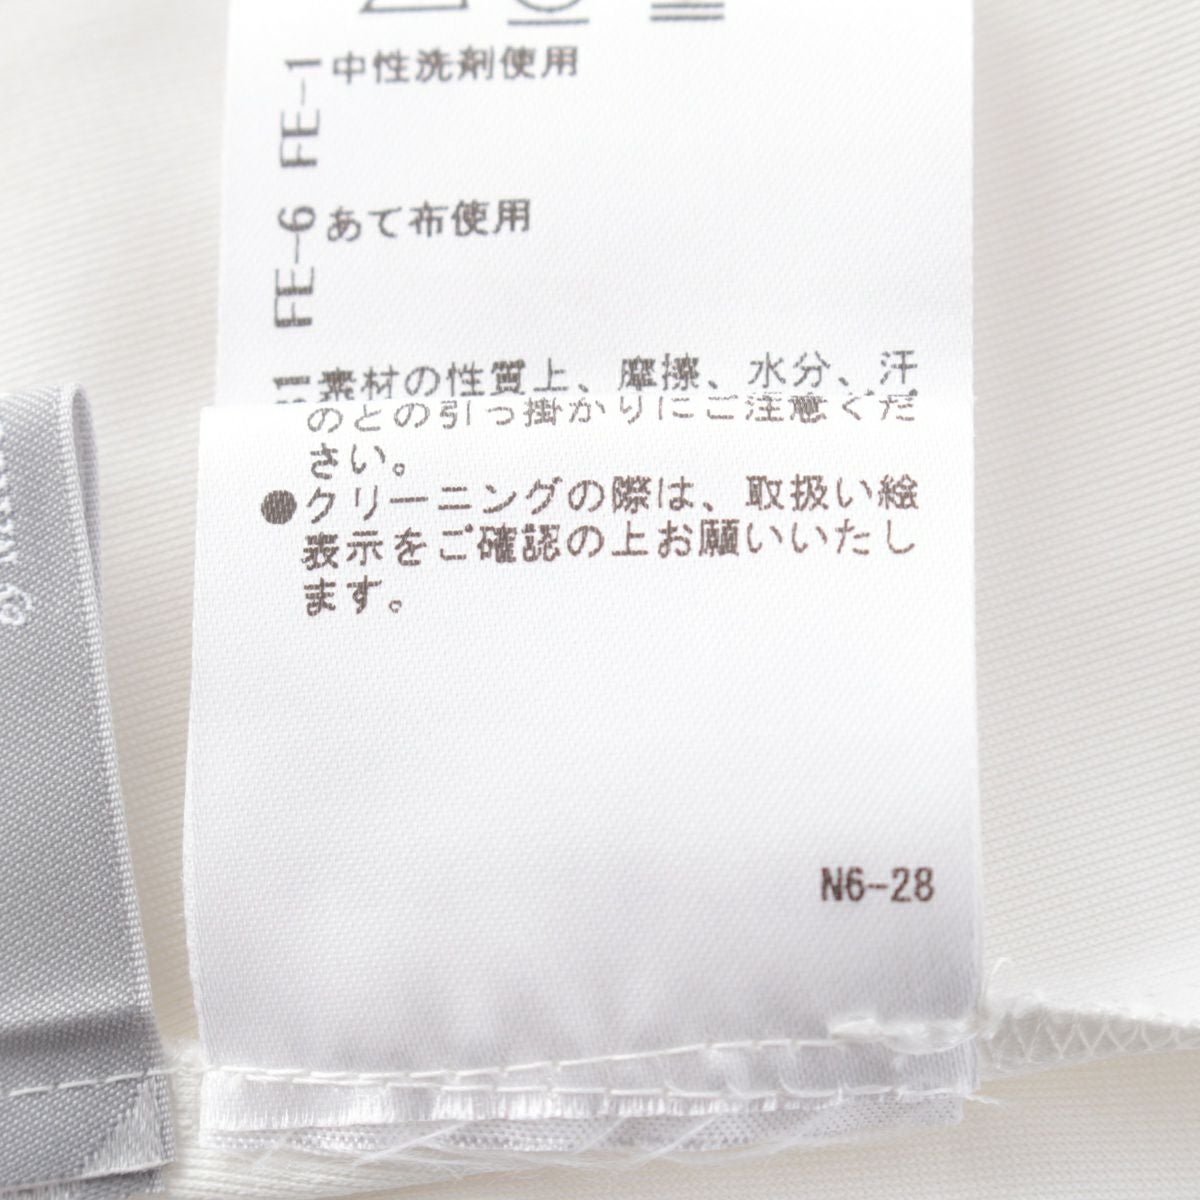 FE-1 中性洗剤使用
FE-6 あて布使用
素材の性質上、摩擦、水分、汗
のとの引っ掛かりにご注意くだ
さい。
●クリーニングの際は、取扱い絵
表示をご確認の上お願いいたし
ます。
N6-28